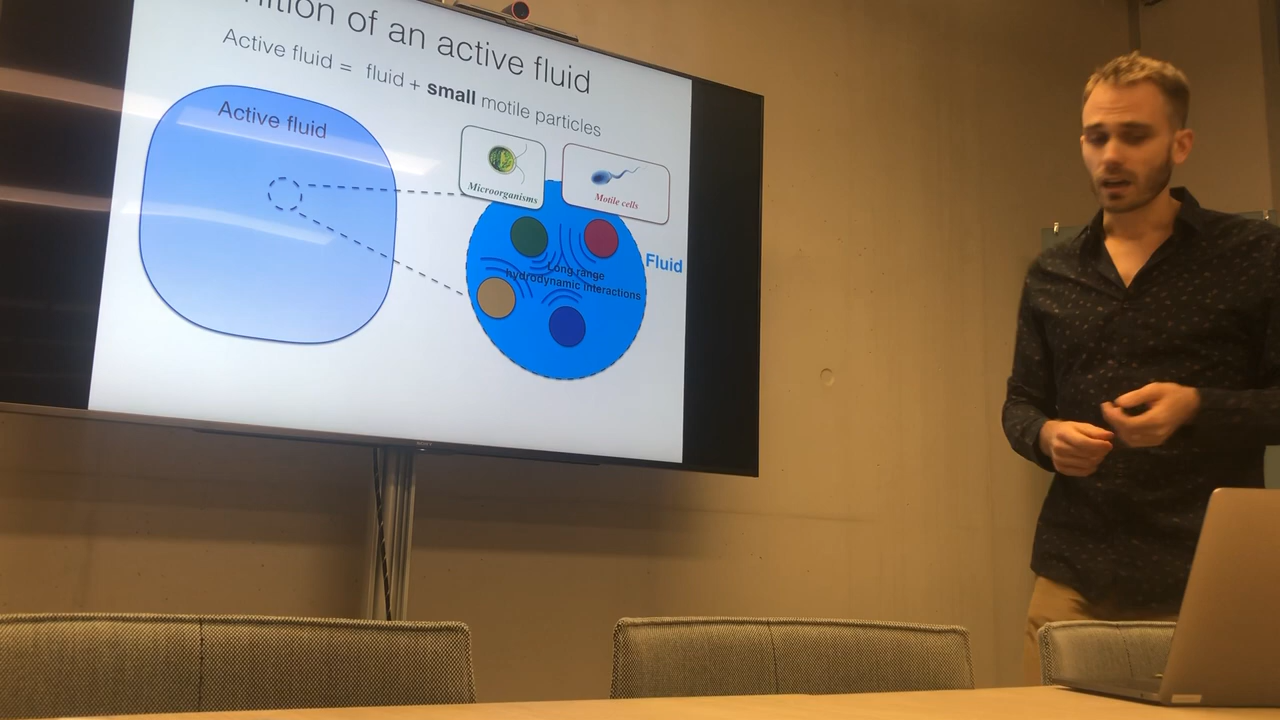 nition of an active fluid
Active fluid = fluid + small motile particles
Active fluid
Microorganisms
Motile cells
Fluid
Long range
hydrodynamic interactions
SONY